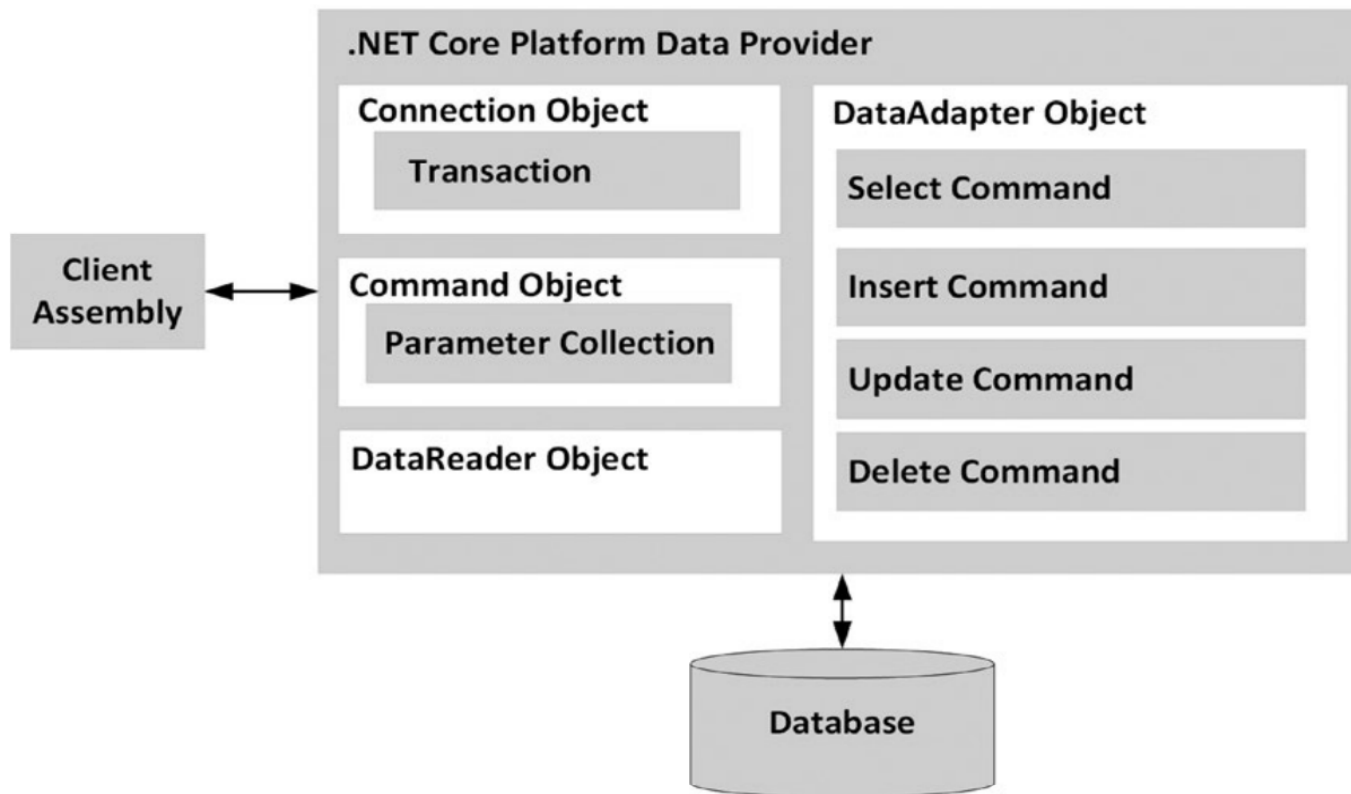 .NET Core Platform Data Provider
Connection Object
Transaction
Command Object
Parameter Collection
DataReader Object
DataAdapter Object
Select Command
Insert Command
Update Command
Delete Command
Client
Assembly
Database